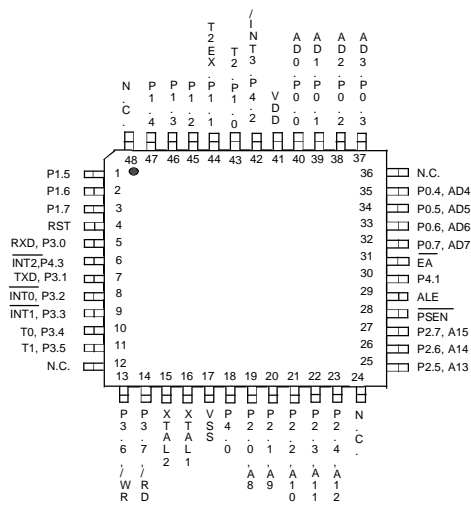 N.C.
P1.4
P1.3
P1.2
T2EX.P1.1
T2.P1.0
/INT3.P4.2
VDD
AD0.P0.0
AD1.P0.1
AD2.P0.2
AD3.P0.3
48 47 46 45 44 43 42 41 40 39 38 37
P1.5 1
P1.6 2
P1.7 3
RST 4
RXD, P3.0 5
INT2,P4.3 6
TXD, P3.1 7
INT0, P3.2 8
INT1, P3.3 9
T0, P3.4 10
T1, P3.5 11
N.C. 12
36 N.C.
35 P0.4, AD4
34 P0.5, AD5
33 P0.6, AD6
32 P0.7, AD7
31 EA
30 P4.1
29 ALE
28 PSEN
27 P2.7, A15
26 P2.6, A14
25 P2.5, A13
13 14 15 16 17 18 19 20 21 22 23 24
P3.6,/WR
P3.7,/RD
XTAL2
XTAL1
VSS
P4.0
P2.0,A8
P2.1,A9
P2.2,A10
P2.3,A11
P2.4,A12
N.C.